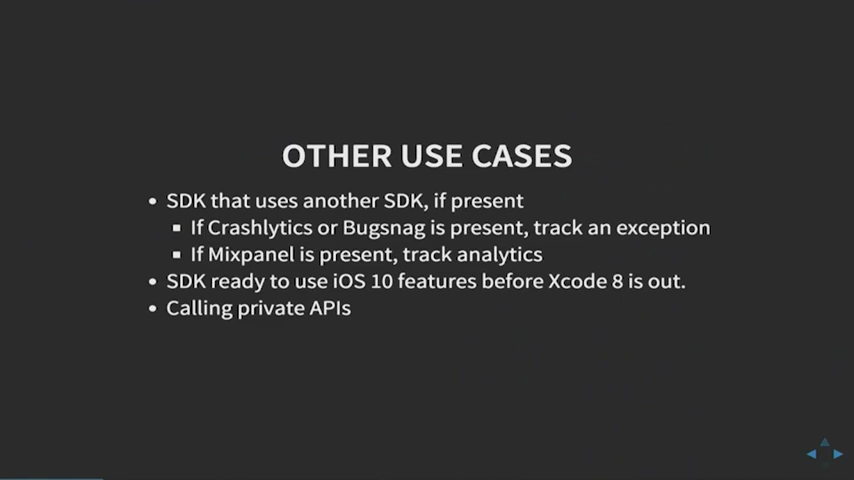 OTHER USE CASES
• SDK that uses another SDK, if present
▪ If Crashlytics or Bugsnag is present, track an exception
▪ If Mixpanel is present, track analytics
• SDK ready to use iOS 10 features before Xcode 8 is out.
• Calling private APIs